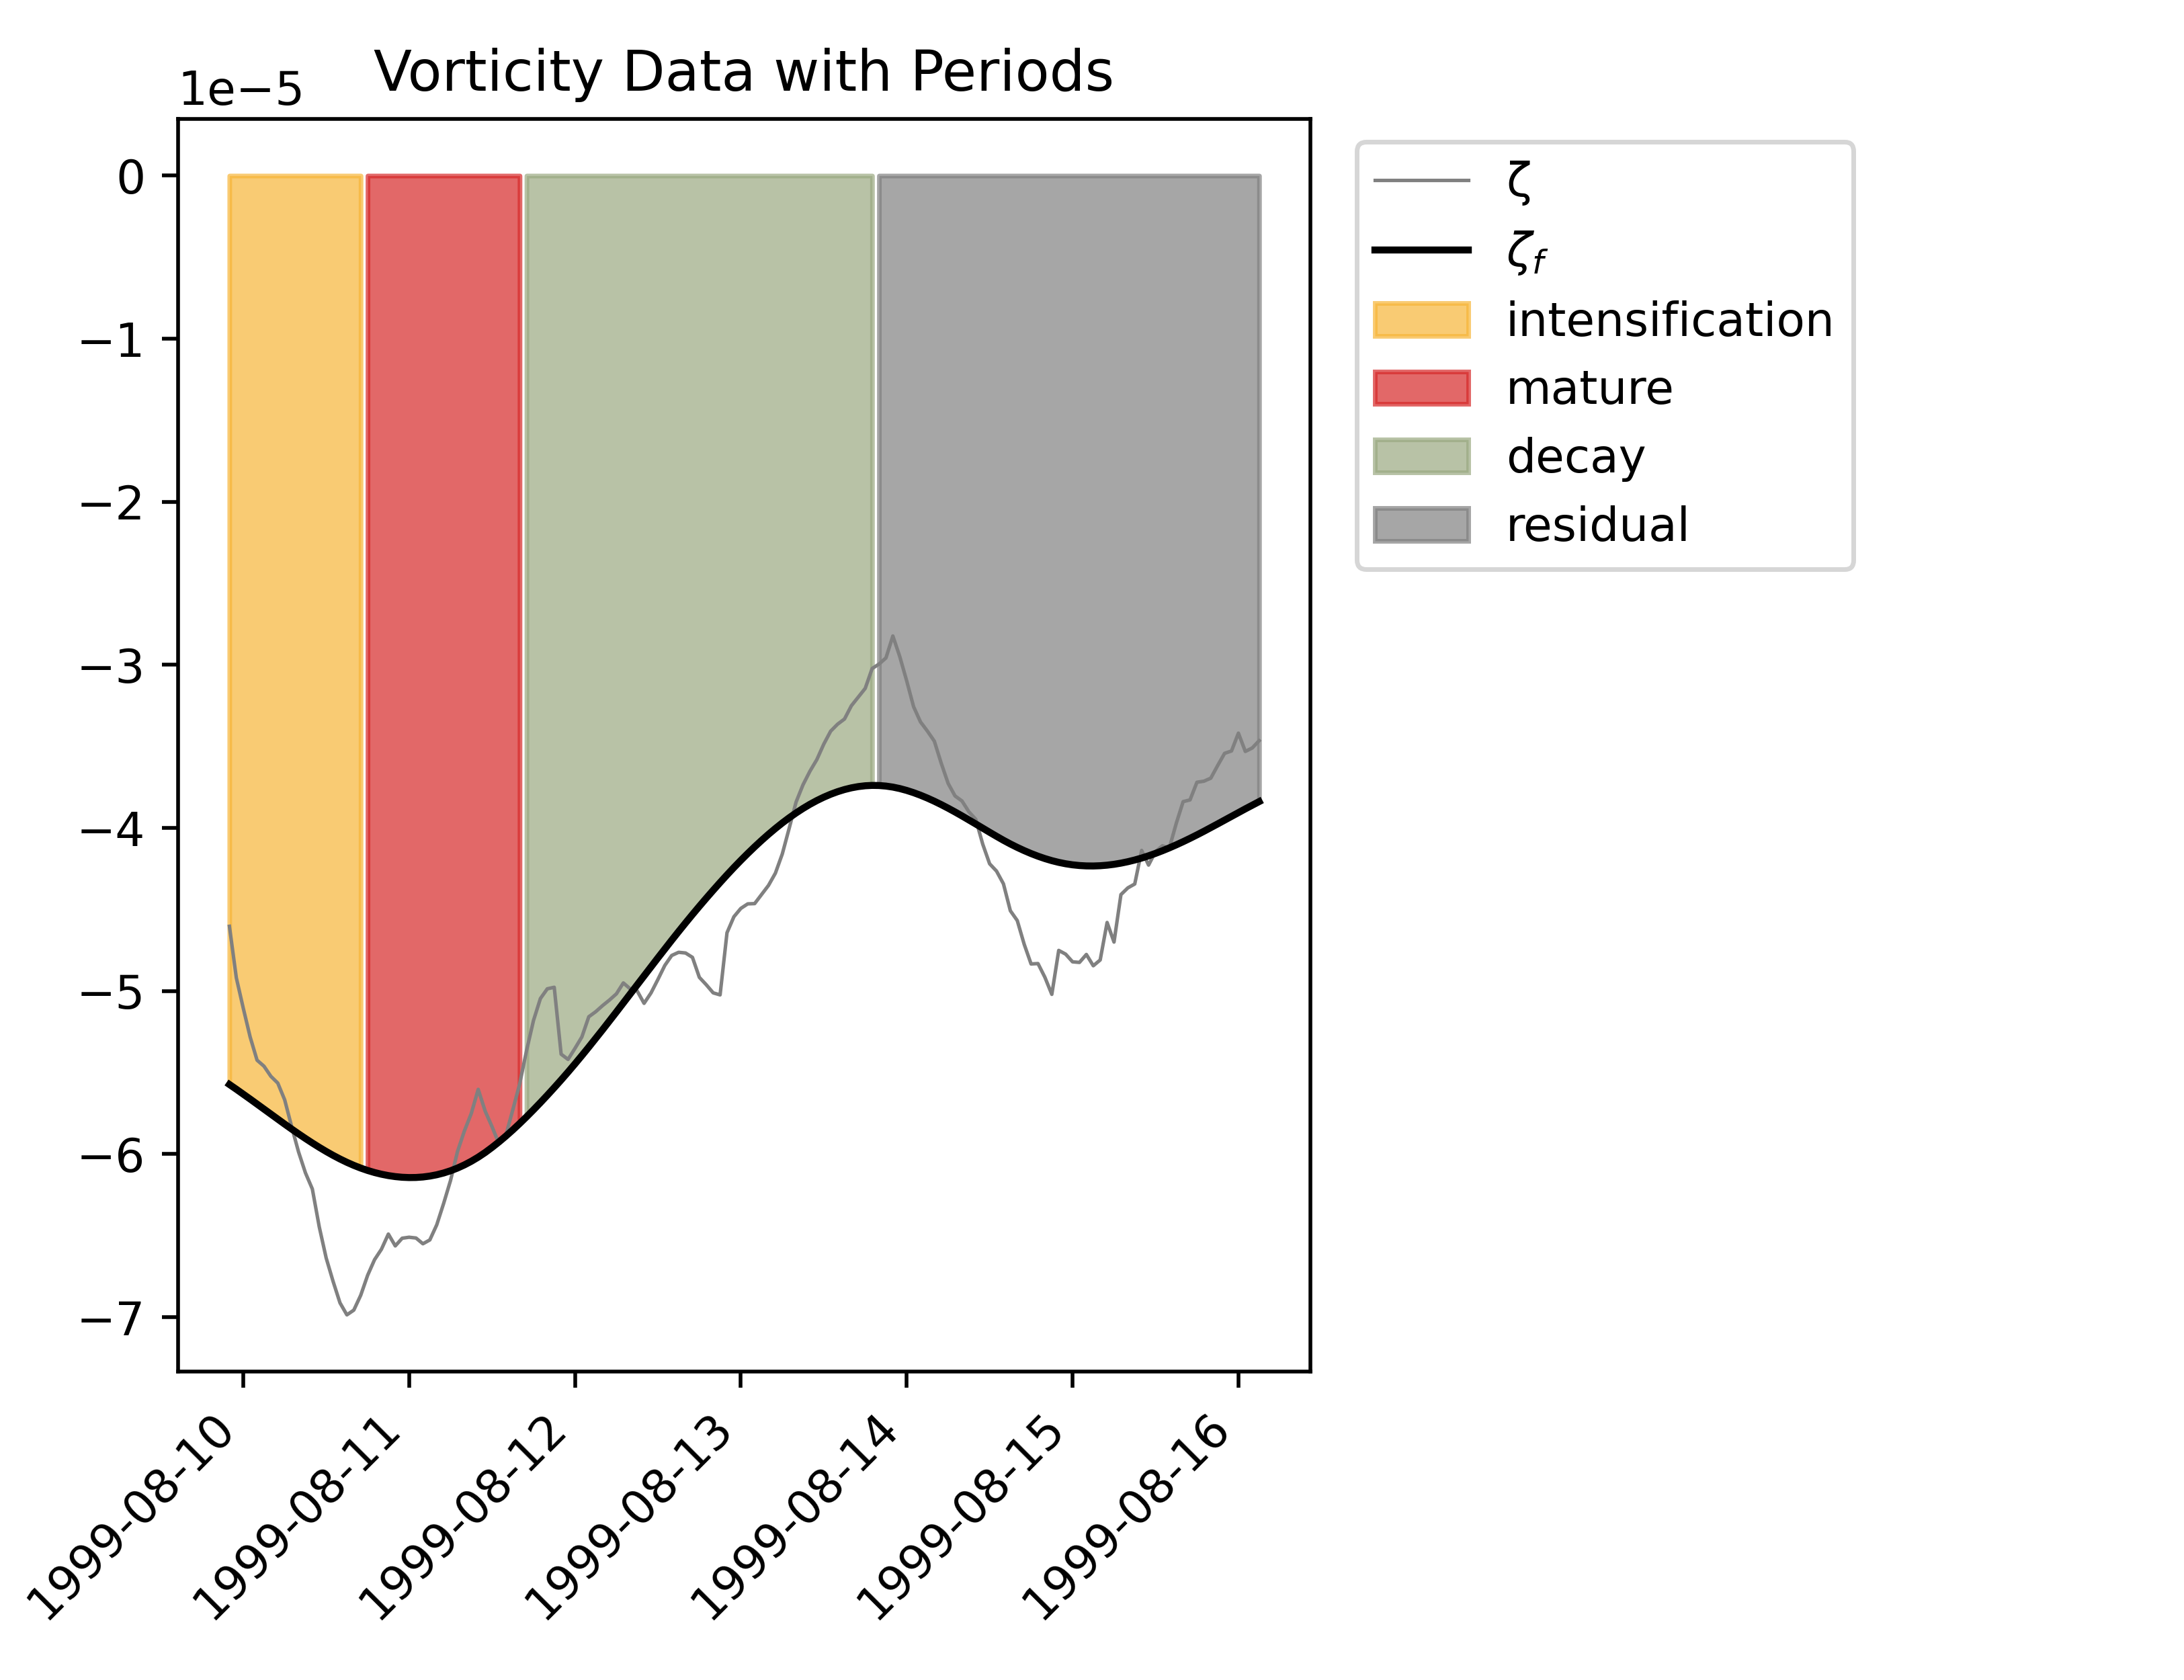 Vorticity Data with Periods
1e−5
0
−1
−2
−3
−4
−5
−6
−7
1999-08-10
1999-08-11
1999-08-12
1999-08-13
1999-08-14
1999-08-15
1999-08-16
ζ
ζf
intensification
mature
decay
residual